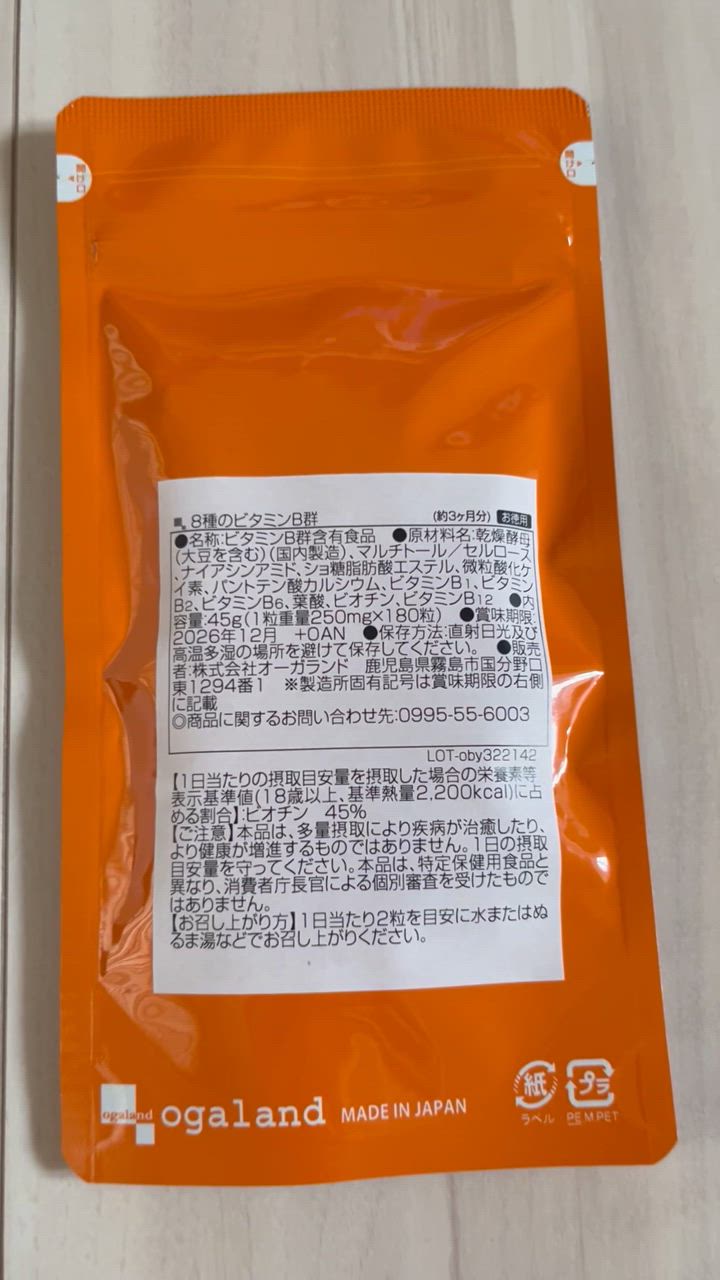 開け口
開け口
8種のビタミンB群 (約3ヶ月分) お徳用
●名称:ビタミンB群含有食品 ●原材料名:乾燥酵母
(大豆を含む)(国内製造)、マルチトール/セルロース
、ナイアシンアミド、ショ糖脂肪酸エステル、微粒酸化ケ
イ素、パントテン酸カルシウム、ビタミンB1、ビタミン
B2、ビタミンB6、葉酸、ビオチン、ビタミンB12 ●内
容量:45g(1粒重量250mg×180粒) ●賞味期限:
2026年12月 +OAN ●保存方法:直射日光及び
高温多湿の場所を避けて保存してください。 ●販売
者:株式会社オーガランド 鹿児島県霧島市国分野口
東1294番1 ※製造所固有記号は賞味期限の右側
に記載
◎商品に関するお問い合わせ先:0995-55-6003
LOT-oby322142
【1日当たりの摂取目安量を摂取した場合の栄養素等
表示基準値(18歳以上、基準熱量2,200kcal)に占
める割合】:ビオチン 45%
【ご注意】本品は、多量摂取により疾病が治癒したり、
より健康が増進するものではありません。1日の摂取
目安量を守ってください。本品は、特定保健用食品と
異なり、消費者庁長官による個別審査を受けたもので
はありません。
【お召し上がり方】1日当たり2粒を目安に水またはぬ
るま湯などでお召し上がりください。
ogaland ogaland MADE IN JAPAN
紙 プラ
ラベル PE,M,PET